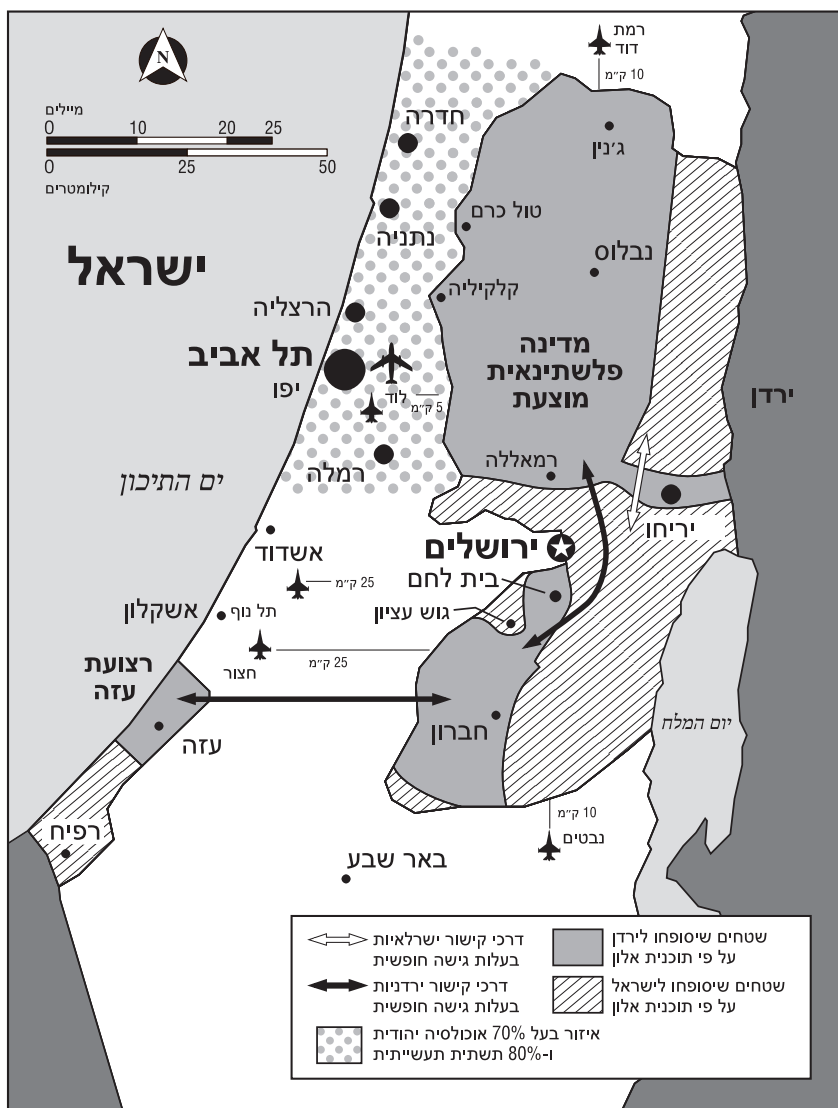 רמת
דוד
10 ק״מ
N
מיילים
0 10 20 25
0 25 50
קילומטרים
חדרה
ג׳נין
טול כרם
נתניה
נבלוס
ישראל
קלקיליה
הרצליה
מדינה
פלשתינאית
מוצעת
תל אביב
יפו
לוד
5 ק״מ
ירדן
רמאללה
רמלה
ים התיכון
יריחו
ירושלים
אשדוד
בית לחם
25 ק״מ
תל נוף
גוש עציון
אשקלון
חצור
25 ק״מ
רצועת
עזה
חברון
יום המלח
עזה
10 ק״מ
רפיח
נבטים
באר שבע
שטחים שיסופחו לירדן
על פי תוכנית אלון
דרכי קישור ישרלאיות
בעלות גישה חופשית
שטחים שיסופחו לישראל
על פי תוכנית אלון
דרכי קישור ירדניות
בעלות גישה חופשית
איזור בעל 70% אוכולסיה יהודית
ו-80% תשתית תעשייתית